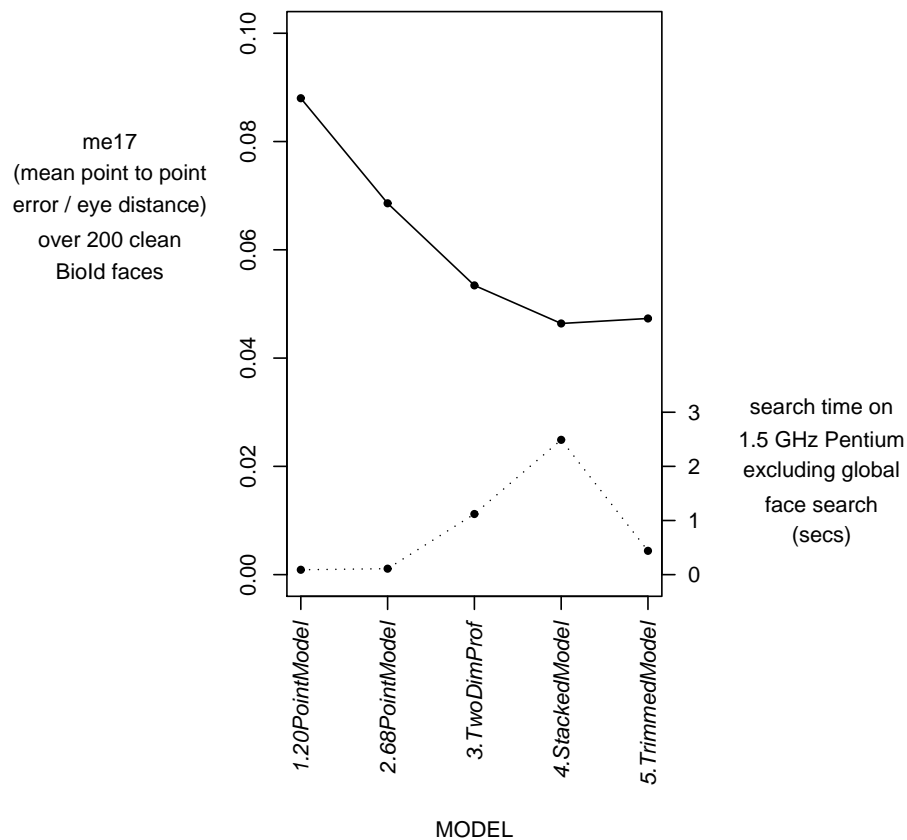 me17
(mean point to point
error / eye distance)
over 200 clean
BioId faces
0.10
0.08
0.06
0.04
0.02
0.00
3
2
1
0
search time on
1.5 GHz Pentium
excluding global
face search
(secs)
1.20PointModel
2.68PointModel
3.TwoDimProf
4.StackedModel
5.TrimmedModel
MODEL